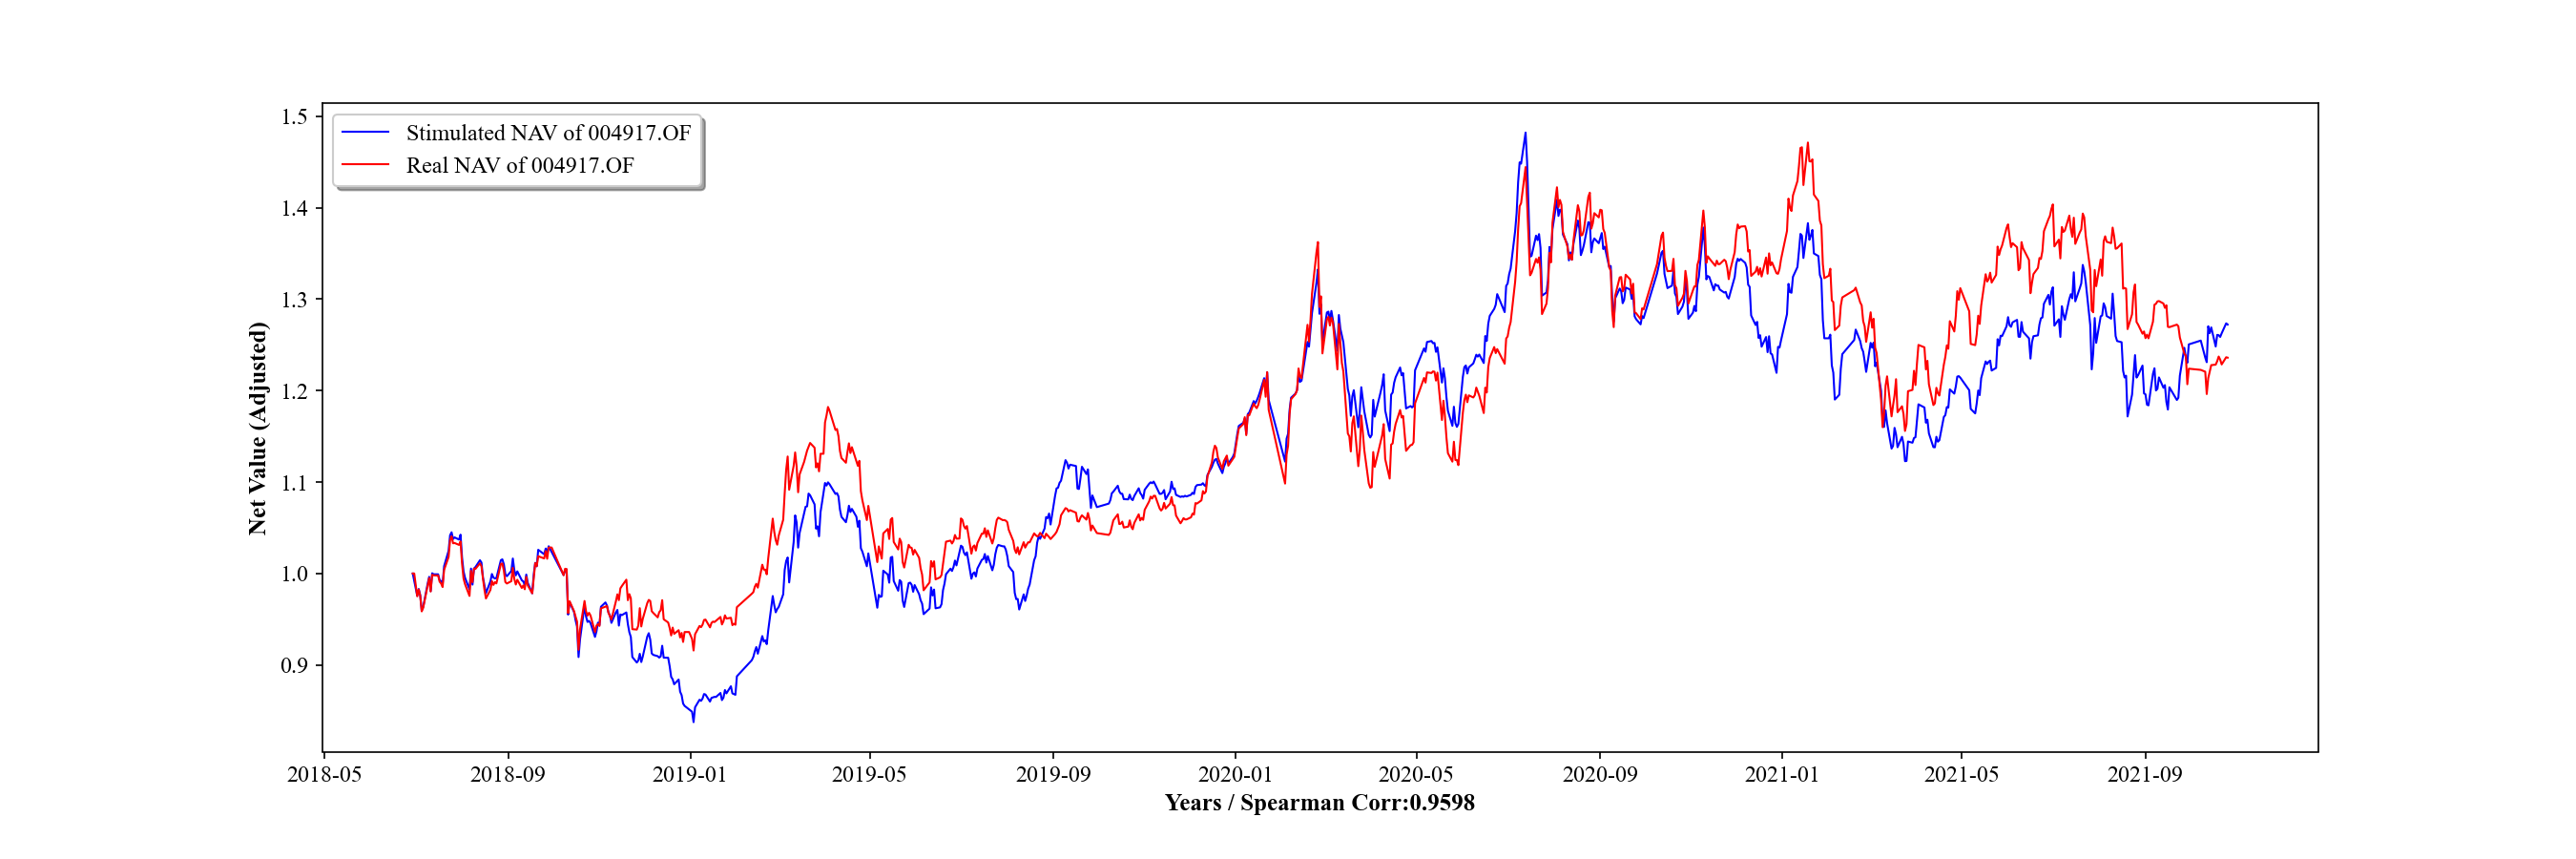 Stimulated NAV of 004917.OF
Real NAV of 004917.OF
1.5
1.4
1.3
1.2
1.1
1.0
0.9
Net Value (Adjusted)
2018-05 2018-09 2019-01 2019-05 2019-09 2020-01 2020-05 2020-09 2021-01 2021-05 2021-09
Years / Spearman Corr:0.9598